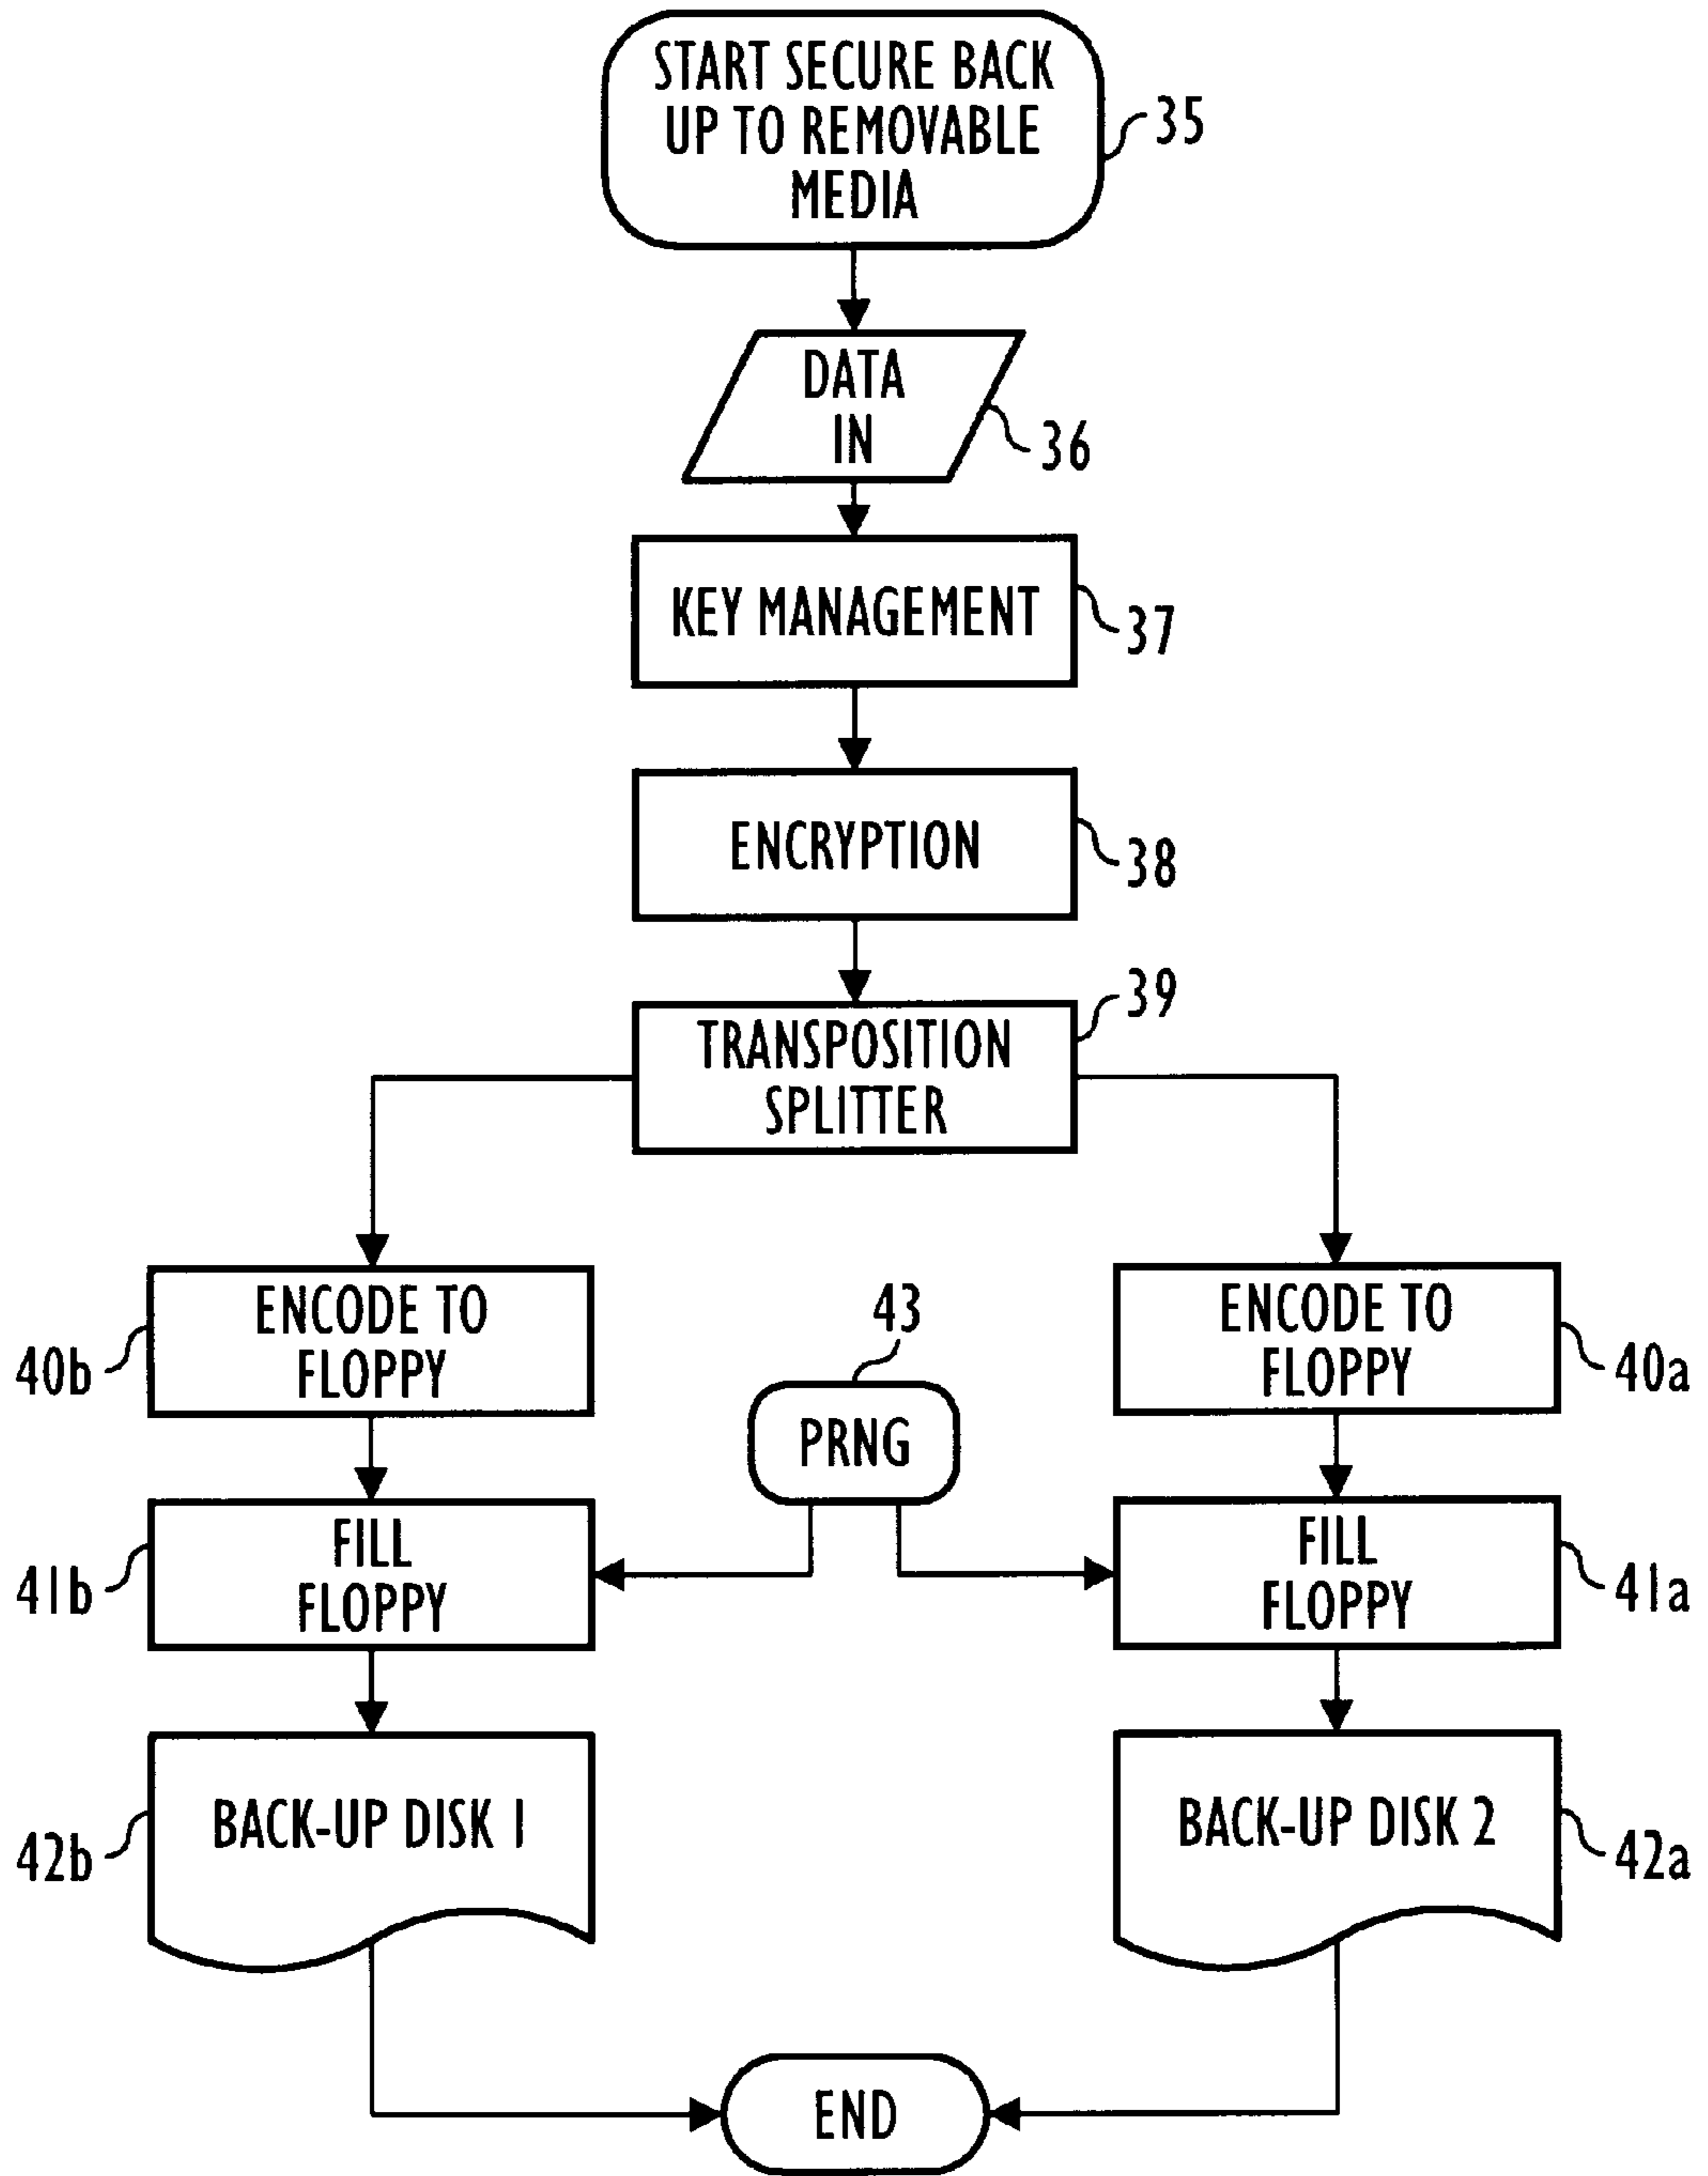 START SECURE BACK
UP TO REMOVABLE
MEDIA
35
DATA
IN
36
KEY MANAGEMENT
37
ENCRYPTION
38
39
TRANSPOSITION
SPLITTER
ENCODE TO
FLOPPY
40b
43
PRNG
ENCODE TO
FLOPPY
40a
FILL
FLOPPY
41b
FILL
FLOPPY
41a
BACK-UP DISK 1
42b
BACK-UP DISK 2
42a
END